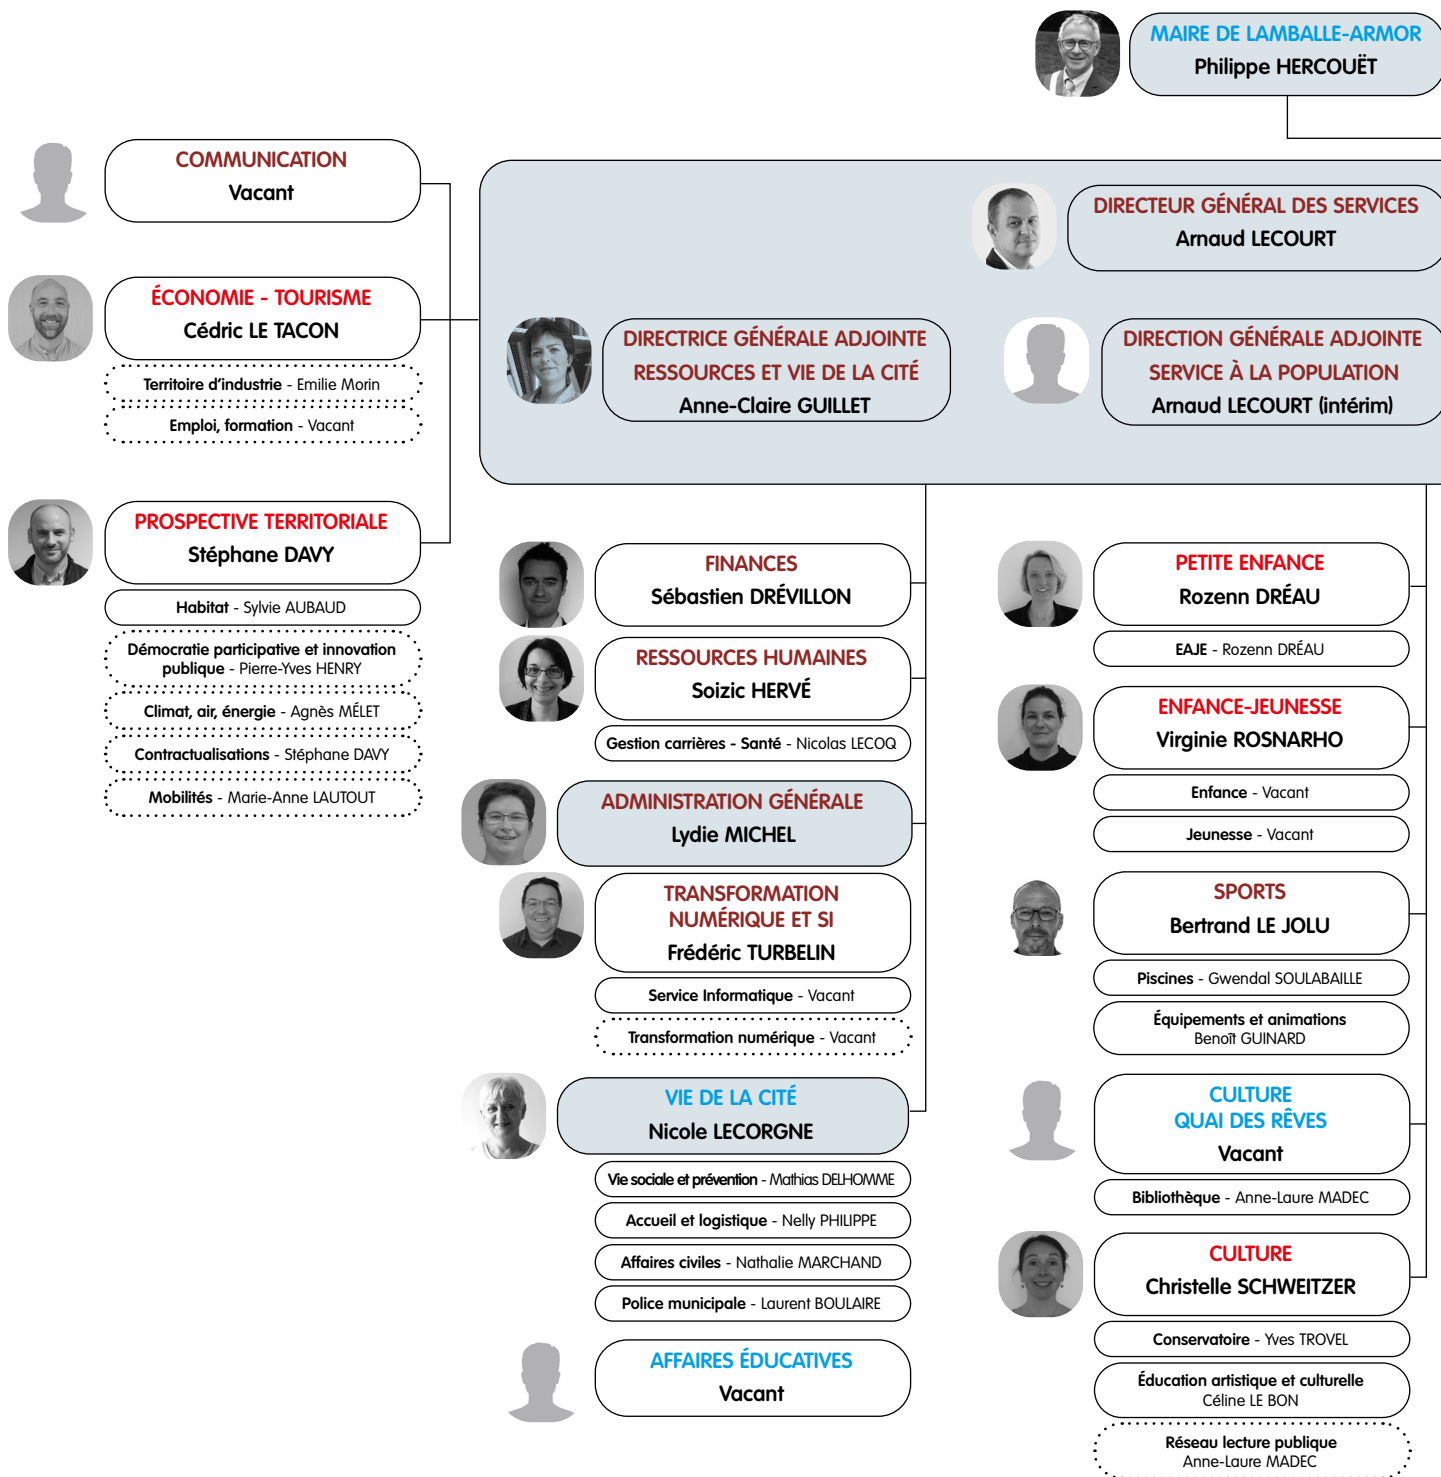 MAIRE DE LAMBALLE-ARMOR
Philippe HERCOUËT
COMMUNICATION
Vacant
ÉCONOMIE - TOURISME
Cédric LE TACON
Territoire d'industrie - Emilie Morin
Emploi, formation - Vacant
PROSPECTIVE TERRITORIALE
Stéphane DAVY
Habitat - Sylvie AUBAUD
Démocratie participative et innovation
publique - Pierre-Yves HENRY
Climat, air, énergie - Agnès MÉLET
Contractualisations - Stéphane DAVY
Mobilités - Marie-Anne LAUTOUT
DIRECTEUR GÉNÉRAL DES SERVICES
Arnaud LECOURT
DIRECTRICE GÉNÉRALE ADJOINTE
RESSOURCES ET VIE DE LA CITÉ
Anne-Claire GUILLET
DIRECTION GÉNÉRALE ADJOINTE
SERVICE À LA POPULATION
Arnaud LECOURT (intérim)
FINANCES
Sébastien DRÉVILLON
RESSOURCES HUMAINES
Soizic HERVÉ
Gestion carrières - Santé - Nicolas LECOQ
ADMINISTRATION GÉNÉRALE
Lydie MICHEL
TRANSFORMATION
NUMÉRIQUE ET SI
Frédéric TURBELIN
Service Informatique - Vacant
Transformation numérique - Vacant
VIE DE LA CITÉ
Nicole LECORGNE
Vie sociale et prévention - Mathias DELHOMME
Accueil et logistique - Nelly PHILIPPE
Affaires civiles - Nathalie MARCHAND
Police municipale - Laurent BOULAIRE
AFFAIRES ÉDUCATIVES
Vacant
PETITE ENFANCE
Rozenn DRÉAU
EAJE - Rozenn DRÉAU
ENFANCE-JEUNESSE
Virginie ROSNARHO
Enfance - Vacant
Jeunesse - Vacant
SPORTS
Bertrand LE JOLU
Piscines - Gwendal SOULABAILLE
Équipements et animations
Benoît GUINARD
CULTURE
QUAI DES RÊVES
Vacant
Bibliothèque - Anne-Laure MADEC
CULTURE
Christelle SCHWEITZER
Conservatoire - Yves TROVEL
Éducation artistique et culturelle
Céline LE BON
Réseau lecture publique
Anne-Laure MADEC